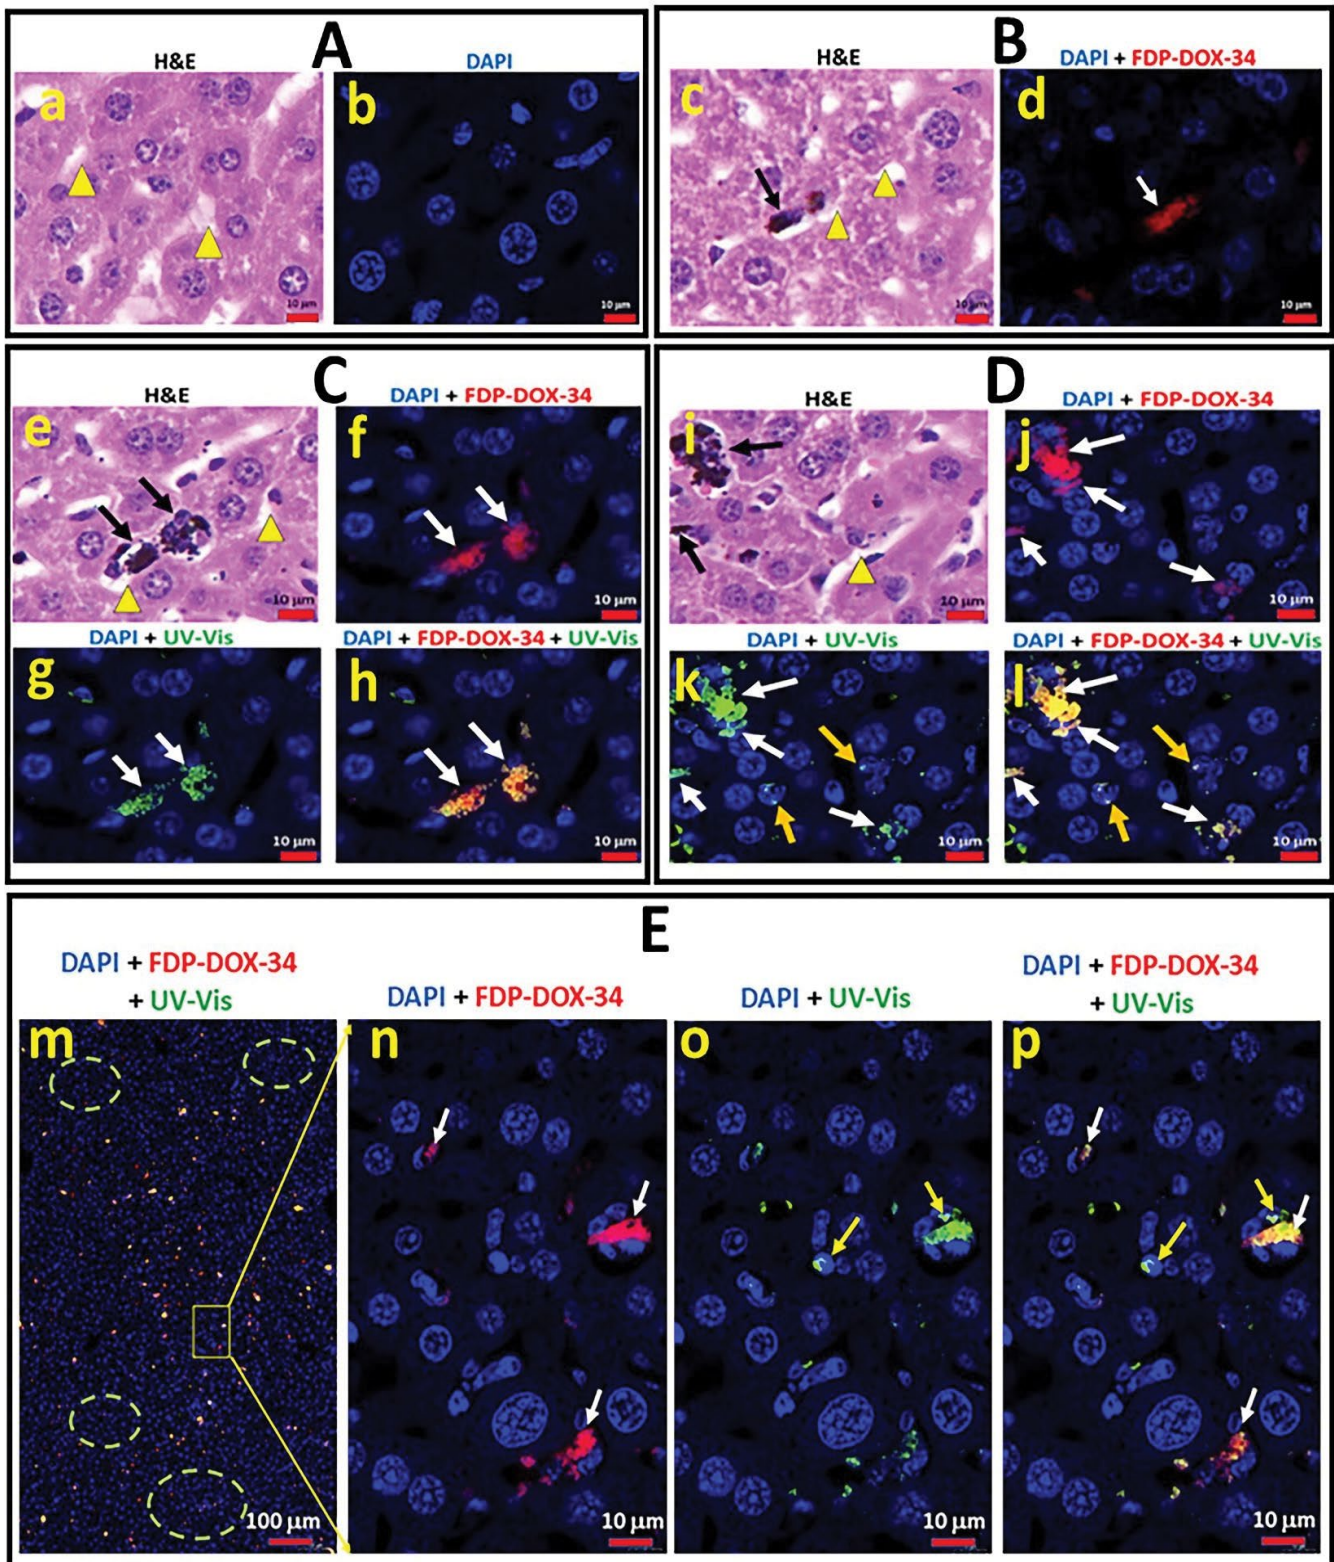 A
H&E
DAPI
a
b
10 µm
10 µm
B
H&E
DAPI + FDP-DOX-34
c
d
10 µm
10 µm
C
H&E
DAPI + FDP-DOX-34
e
f
10 µm
10 µm
DAPI + UV-Vis
DAPI + FDP-DOX-34 + UV-Vis
g
h
10 µm
10 µm
D
H&E
DAPI + FDP-DOX-34
i
j
10 µm
10 µm
DAPI + UV-Vis
DAPI + FDP-DOX-34 + UV-Vis
k
l
10 µm
10 µm
E
DAPI + FDP-DOX-34
+ UV-Vis
DAPI + FDP-DOX-34
DAPI + UV-Vis
DAPI + FDP-DOX-34
+ UV-Vis
m
n
o
p
100 µm
10 µm
10 µm
10 µm